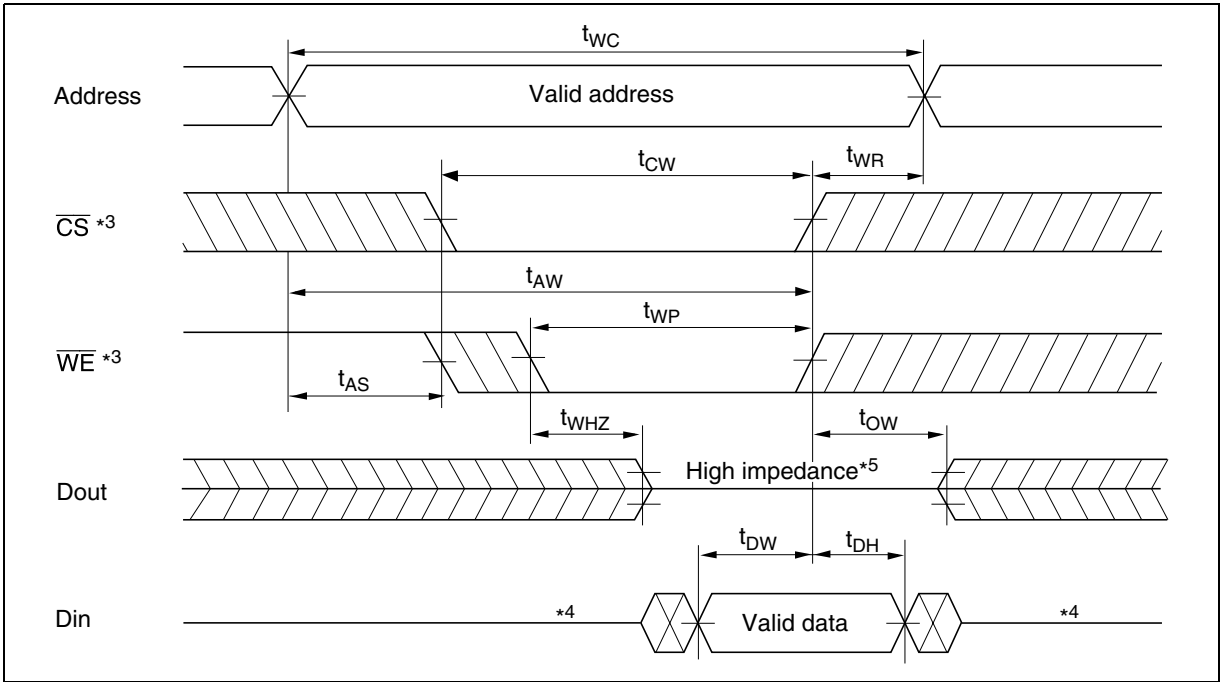 tWC
Address Valid address
tCW tWR
CS *3
tAW
tWP
WE *3
tAS
tWHZ tOW
High impedance*5
Dout
tDW tDH
*4 *4
Din Valid data